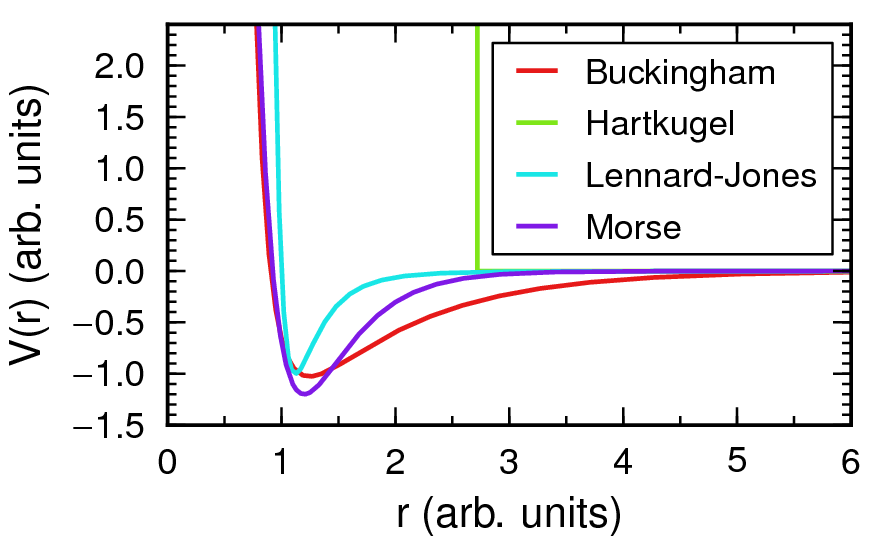 2.0
1.5
1.0
0.5
0.0
−0.5
−1.0
−1.5
V(r) (arb. units)
0 1 2 3 4 5 6
r (arb. units)
Buckingham
Hartkugel
Lennard-Jones
Morse